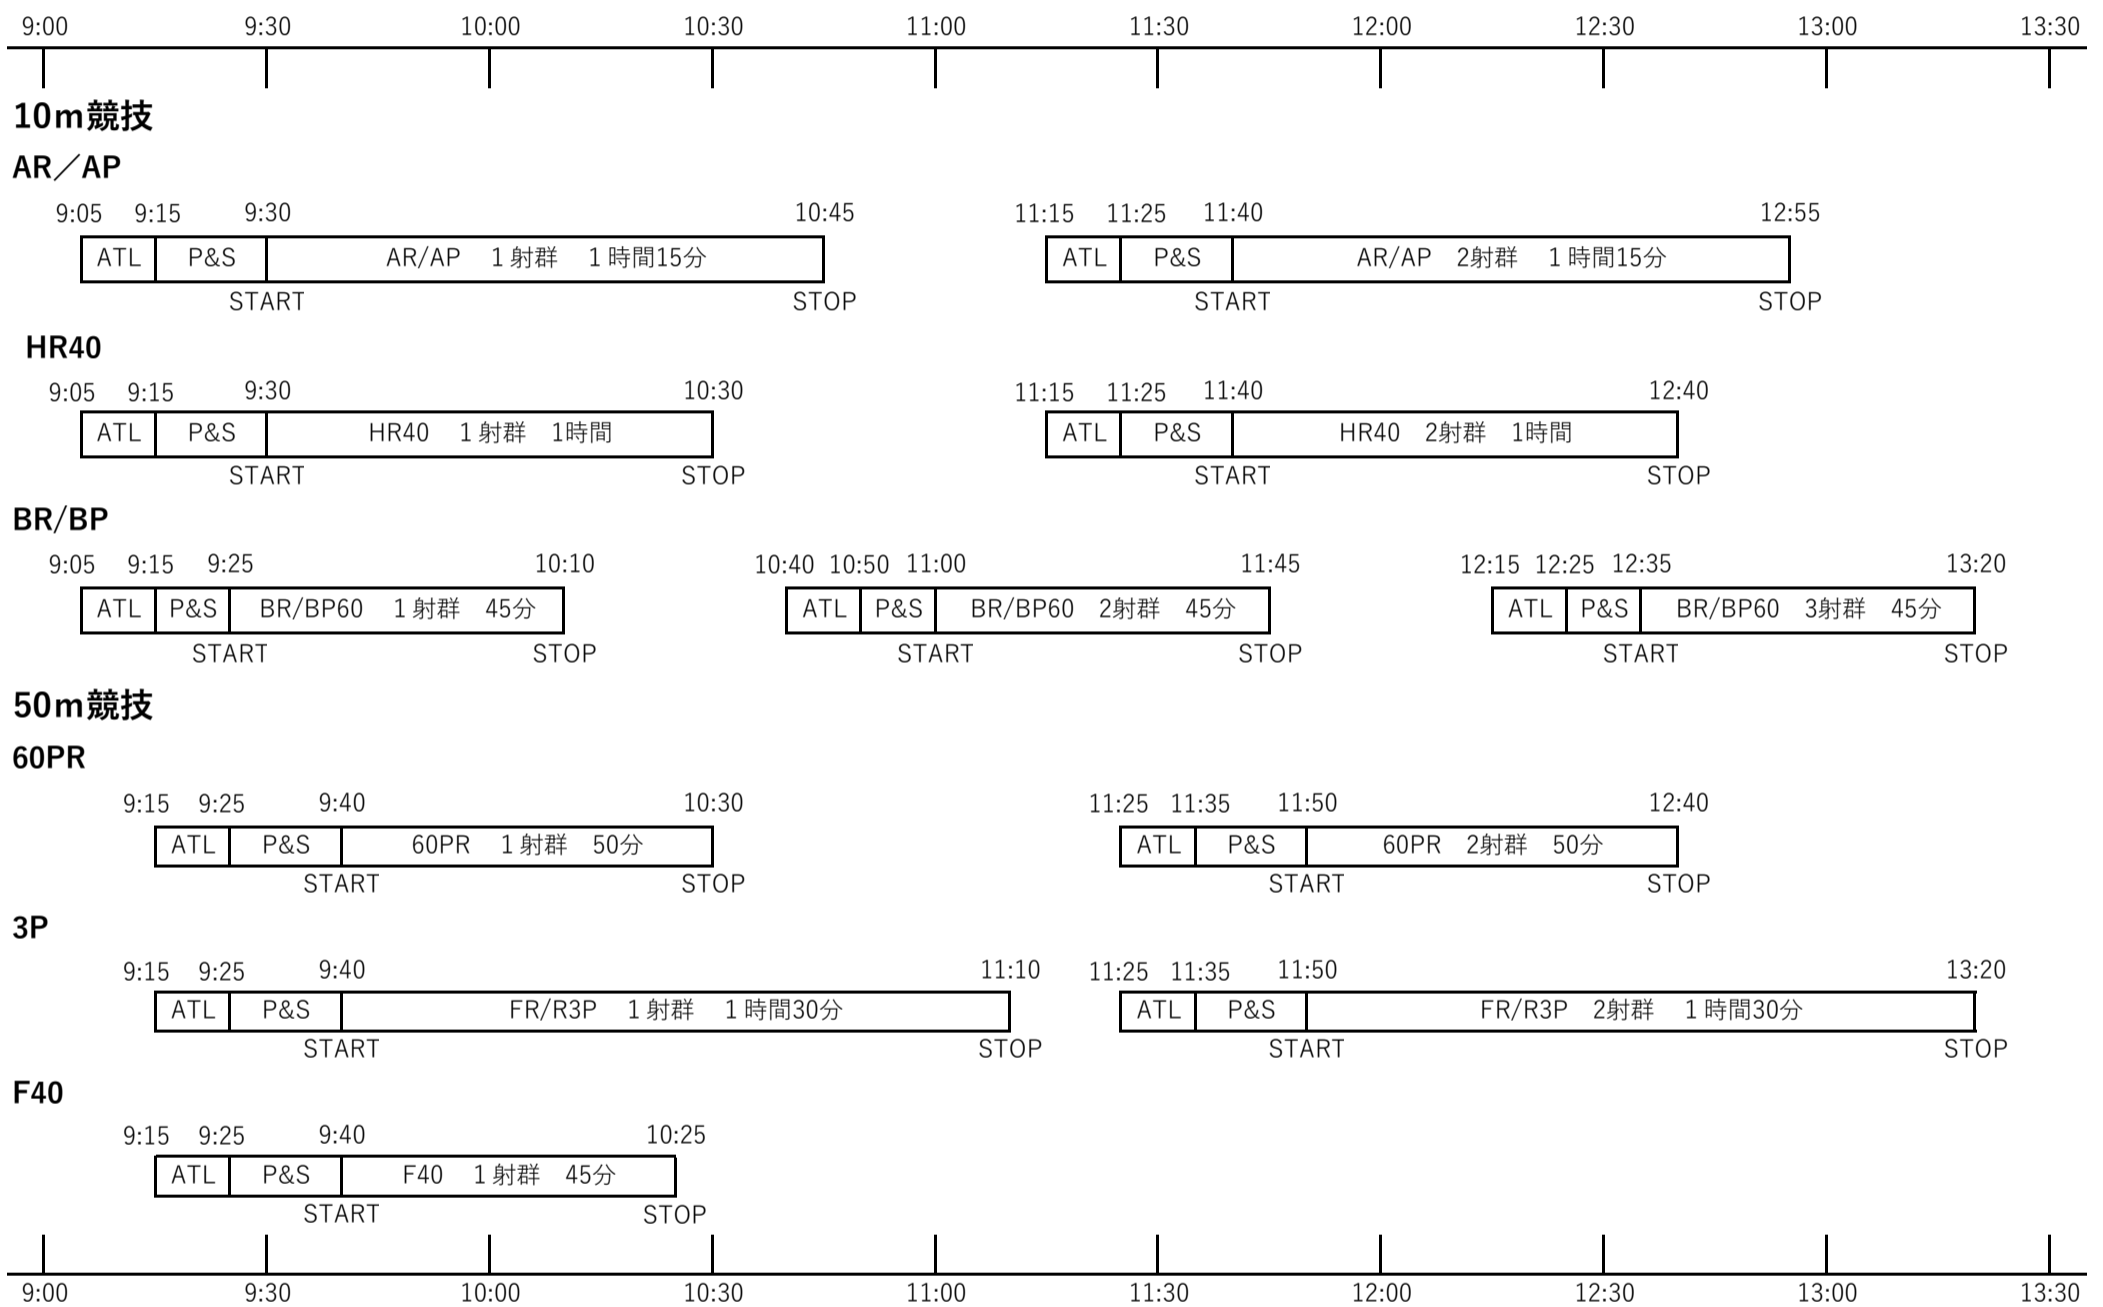 9:00 9:30 10:00 10:30 11:00 11:30 12:00 12:30 13:00 13:30
10m競技
AR／AP
9:05 9:15 9:30 10:45 11:15 11:25 11:40 12:55
ATL P&S AR/AP 1射群 1時間15分 ATL P&S AR/AP 2射群 1時間15分
START STOP START STOP
HR40
9:05 9:15 9:30 10:30 11:15 11:25 11:40 12:40
ATL P&S HR40 1射群 1時間 ATL P&S HR40 2射群 1時間
START STOP START STOP
BR/BP
9:05 9:15 9:25 10:10 10:40 10:50 11:00 11:45 12:15 12:25 12:35 13:20
ATL P&S BR/BP60 1射群 45分 ATL P&S BR/BP60 2射群 45分 ATL P&S BR/BP60 3射群 45分
START STOP START STOP START STOP
50m競技
60PR
9:15 9:25 9:40 10:30 11:25 11:35 11:50 12:40
ATL P&S 60PR 1射群 50分 ATL P&S 60PR 2射群 50分
START STOP START STOP
3P
9:15 9:25 9:40 11:10 11:25 11:35 11:50 13:20
ATL P&S FR/R3P 1射群 1時間30分 ATL P&S FR/R3P 2射群 1時間30分
START STOP START STOP
F40
9:15 9:25 9:40 10:25
ATL P&S F40 1射群 45分
START STOP
9:00 9:30 10:00 10:30 11:00 11:30 12:00 12:30 13:00 13:30